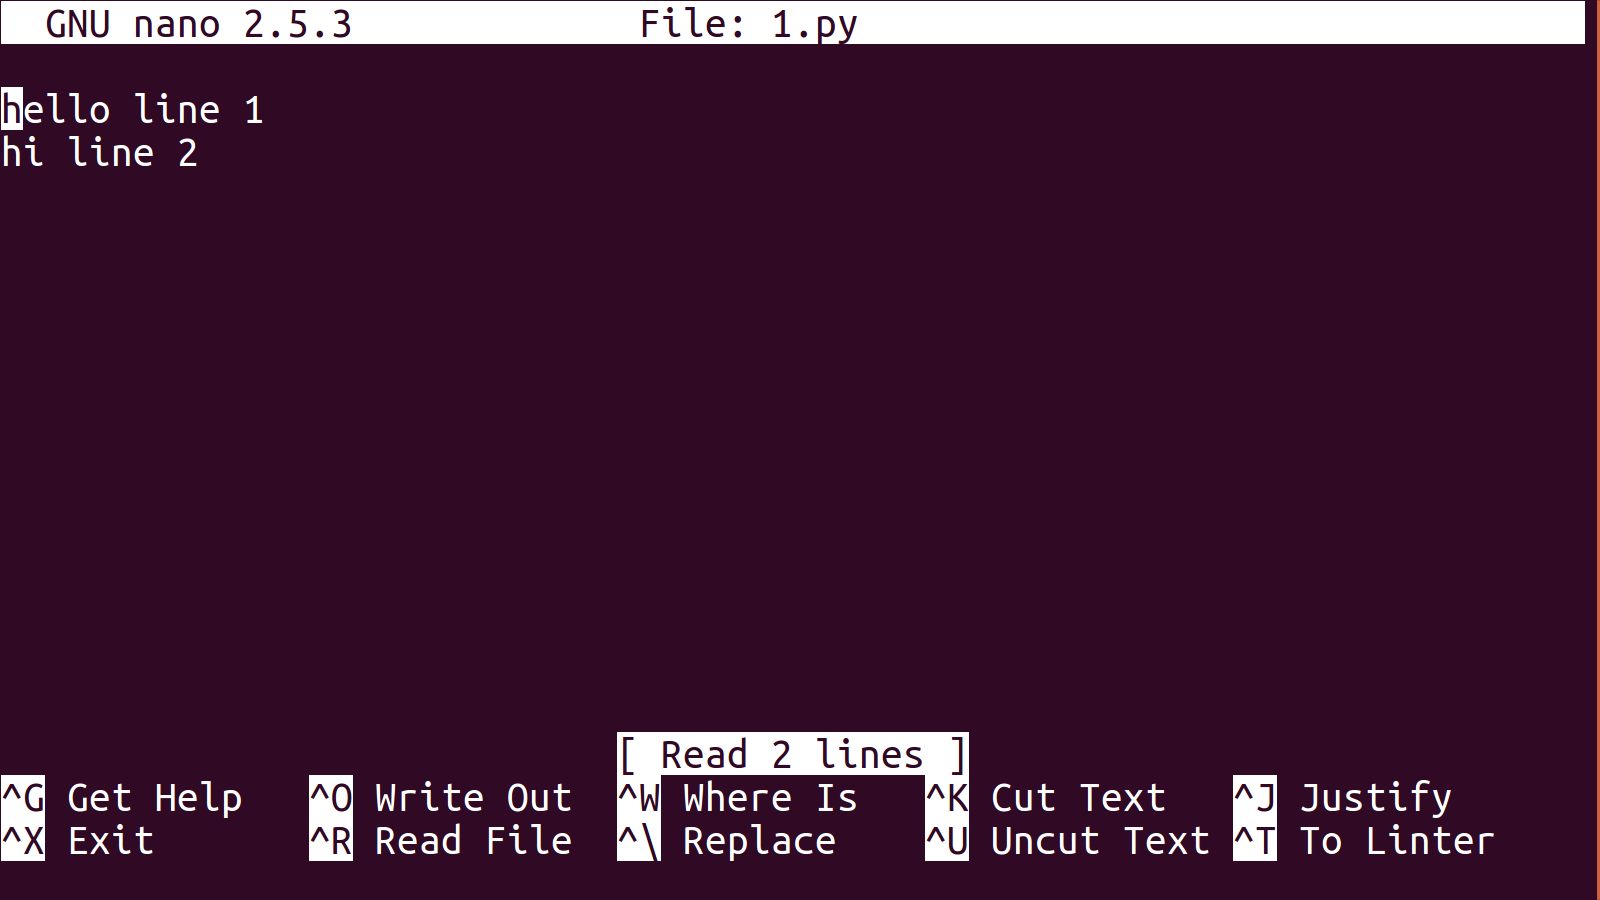 GNU nano 2.5.3 File: 1.py
hello line 1
hi line 2
[ Read 2 lines ]
^G Get Help ^O Write Out ^W Where Is ^K Cut Text ^J Justify
^X Exit ^R Read File ^\ Replace ^U Uncut Text ^T To Linter